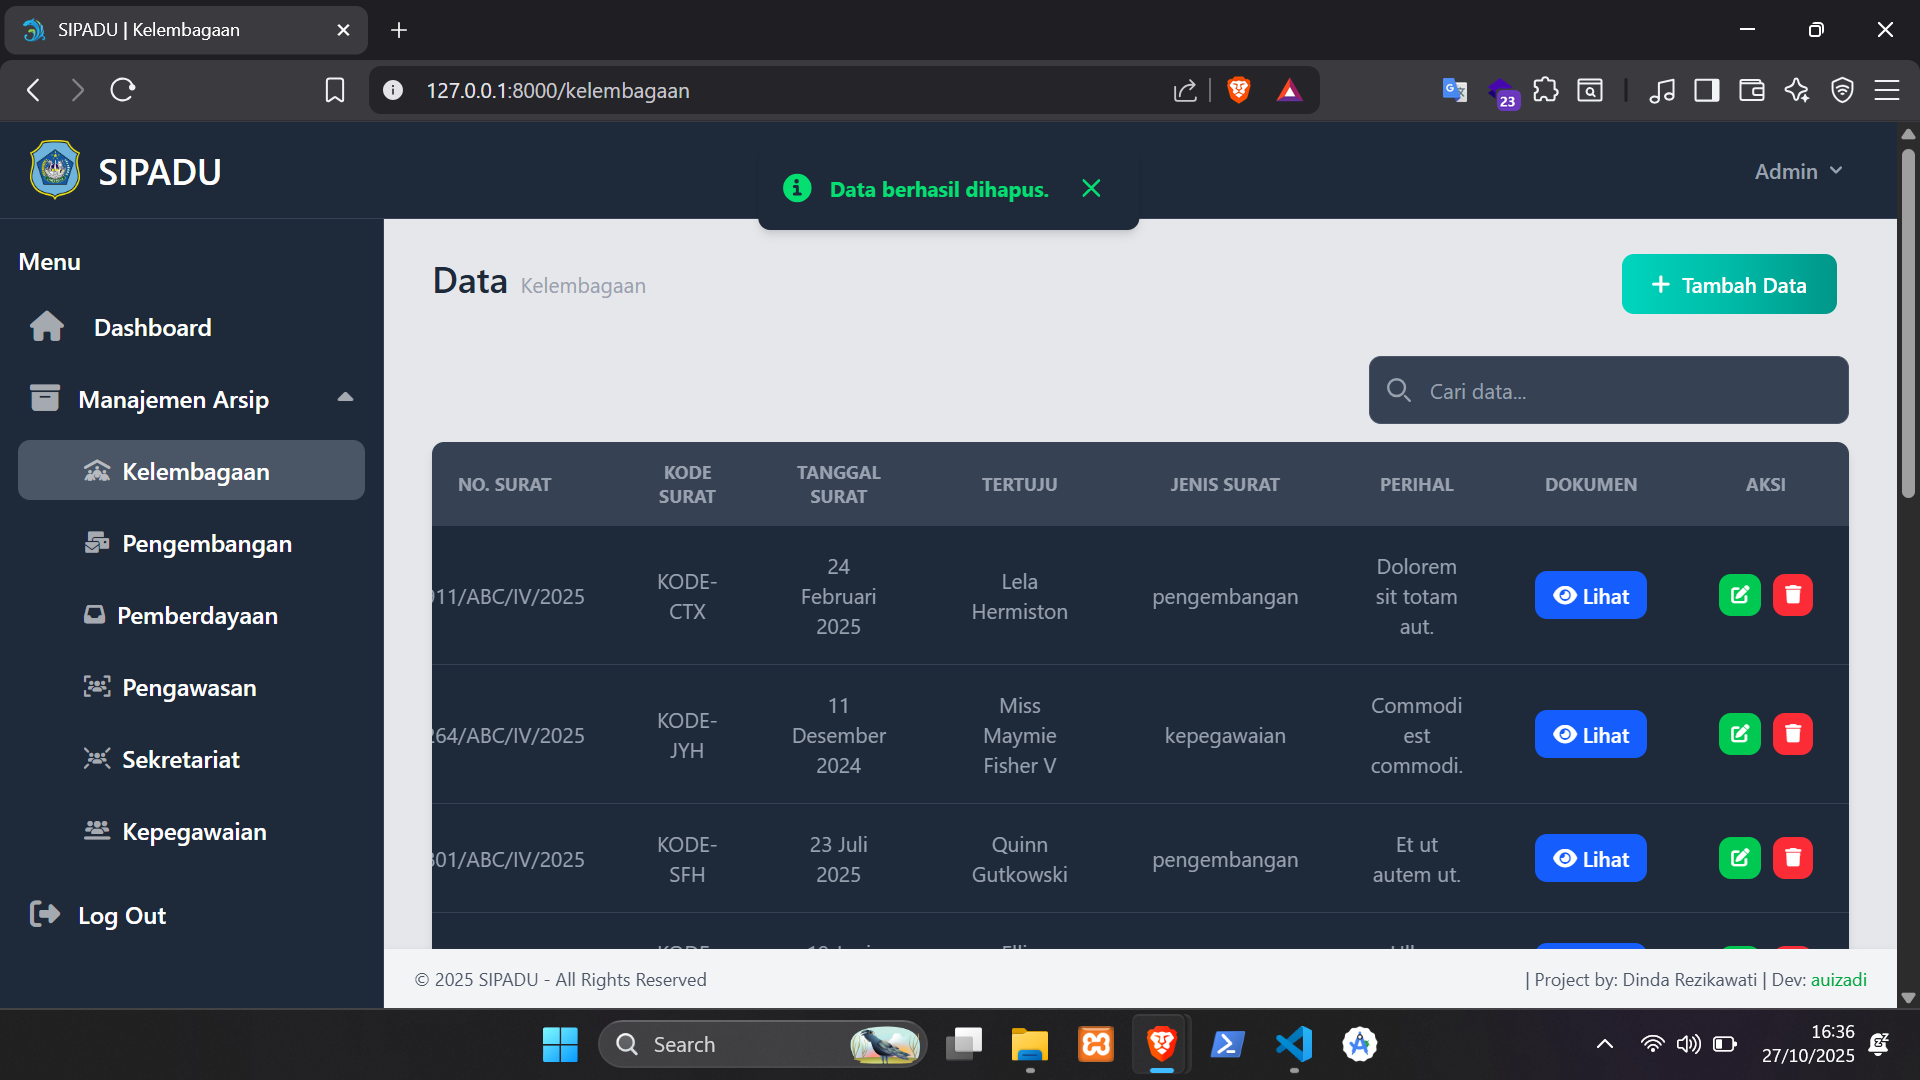 SIPADU | Kelembagaan
127.0.0.1:8000/kelembagaan
23
SIPADU
Data berhasil dihapus.
Admin
Menu
Dashboard
Manajemen Arsip
Kelembagaan
Pengembangan
Pemberdayaan
Pengawasan
Sekretariat
Kepegawaian
Log Out
Data Kelembagaan
+ Tambah Data
Cari data...
NO. SURAT KODE SURAT TANGGAL SURAT TERTUJU JENIS SURAT PERIHAL DOKUMEN AKSI
11/ABC/IV/2025 KODE-CTX 24 Februari 2025 Lela Hermiston pengembangan Dolorem sit totam aut. Lihat
264/ABC/IV/2025 KODE-JYH 11 Desember 2024 Miss Maymie Fisher V kepegawaian Commodi est commodi. Lihat
01/ABC/IV/2025 KODE-SFH 23 Juli 2025 Quinn Gutkowski pengembangan Et ut autem ut. Lihat
© 2025 SIPADU - All Rights Reserved
| Project by: Dinda Rezikawati | Dev: auizadi
Search
16:36
27/10/2025